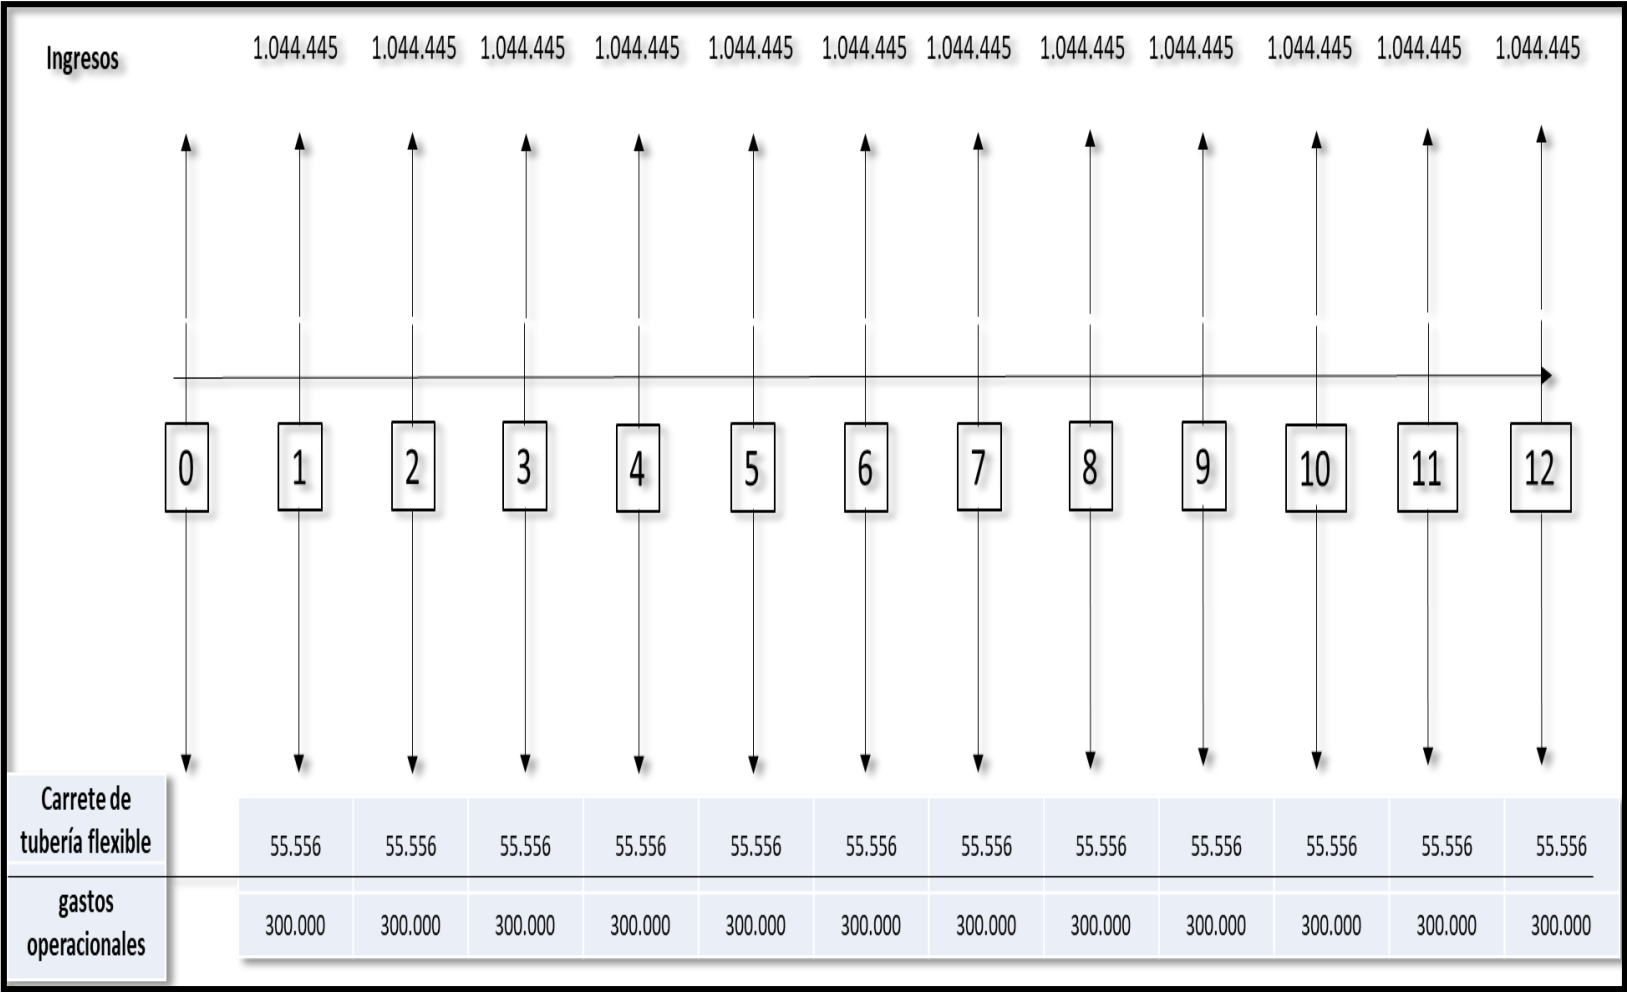 Ingresos 1.044.445 1.044.445 1.044.445 1.044.445 1.044.445 1.044.445 1.044.445 1.044.445 1.044.445 1.044.445 1.044.445 1.044.445
0 1 2 3 4 5 6 7 8 9 10 11 12
Carrete de
tubería flexible 55.556 55.556 55.556 55.556 55.556 55.556 55.556 55.556 55.556 55.556 55.556 55.556
gastos
operacionales 300.000 300.000 300.000 300.000 300.000 300.000 300.000 300.000 300.000 300.000 300.000 300.000